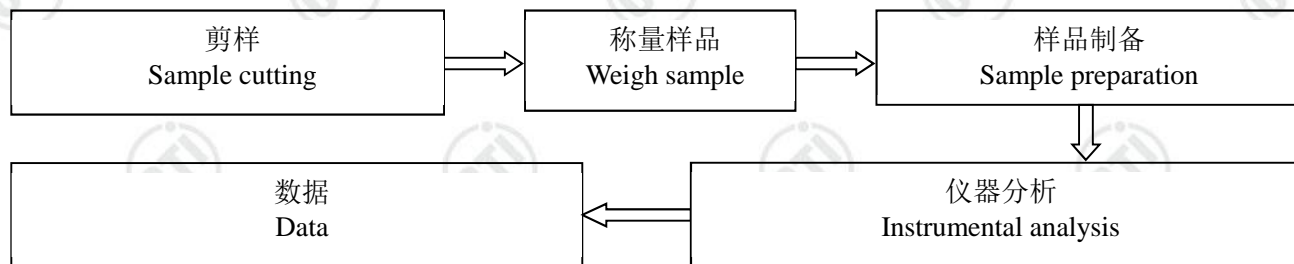 剪样
Sample cutting
称量样品
Weigh sample
样品制备
Sample preparation
仪器分析
Instrumental analysis
数据
Data